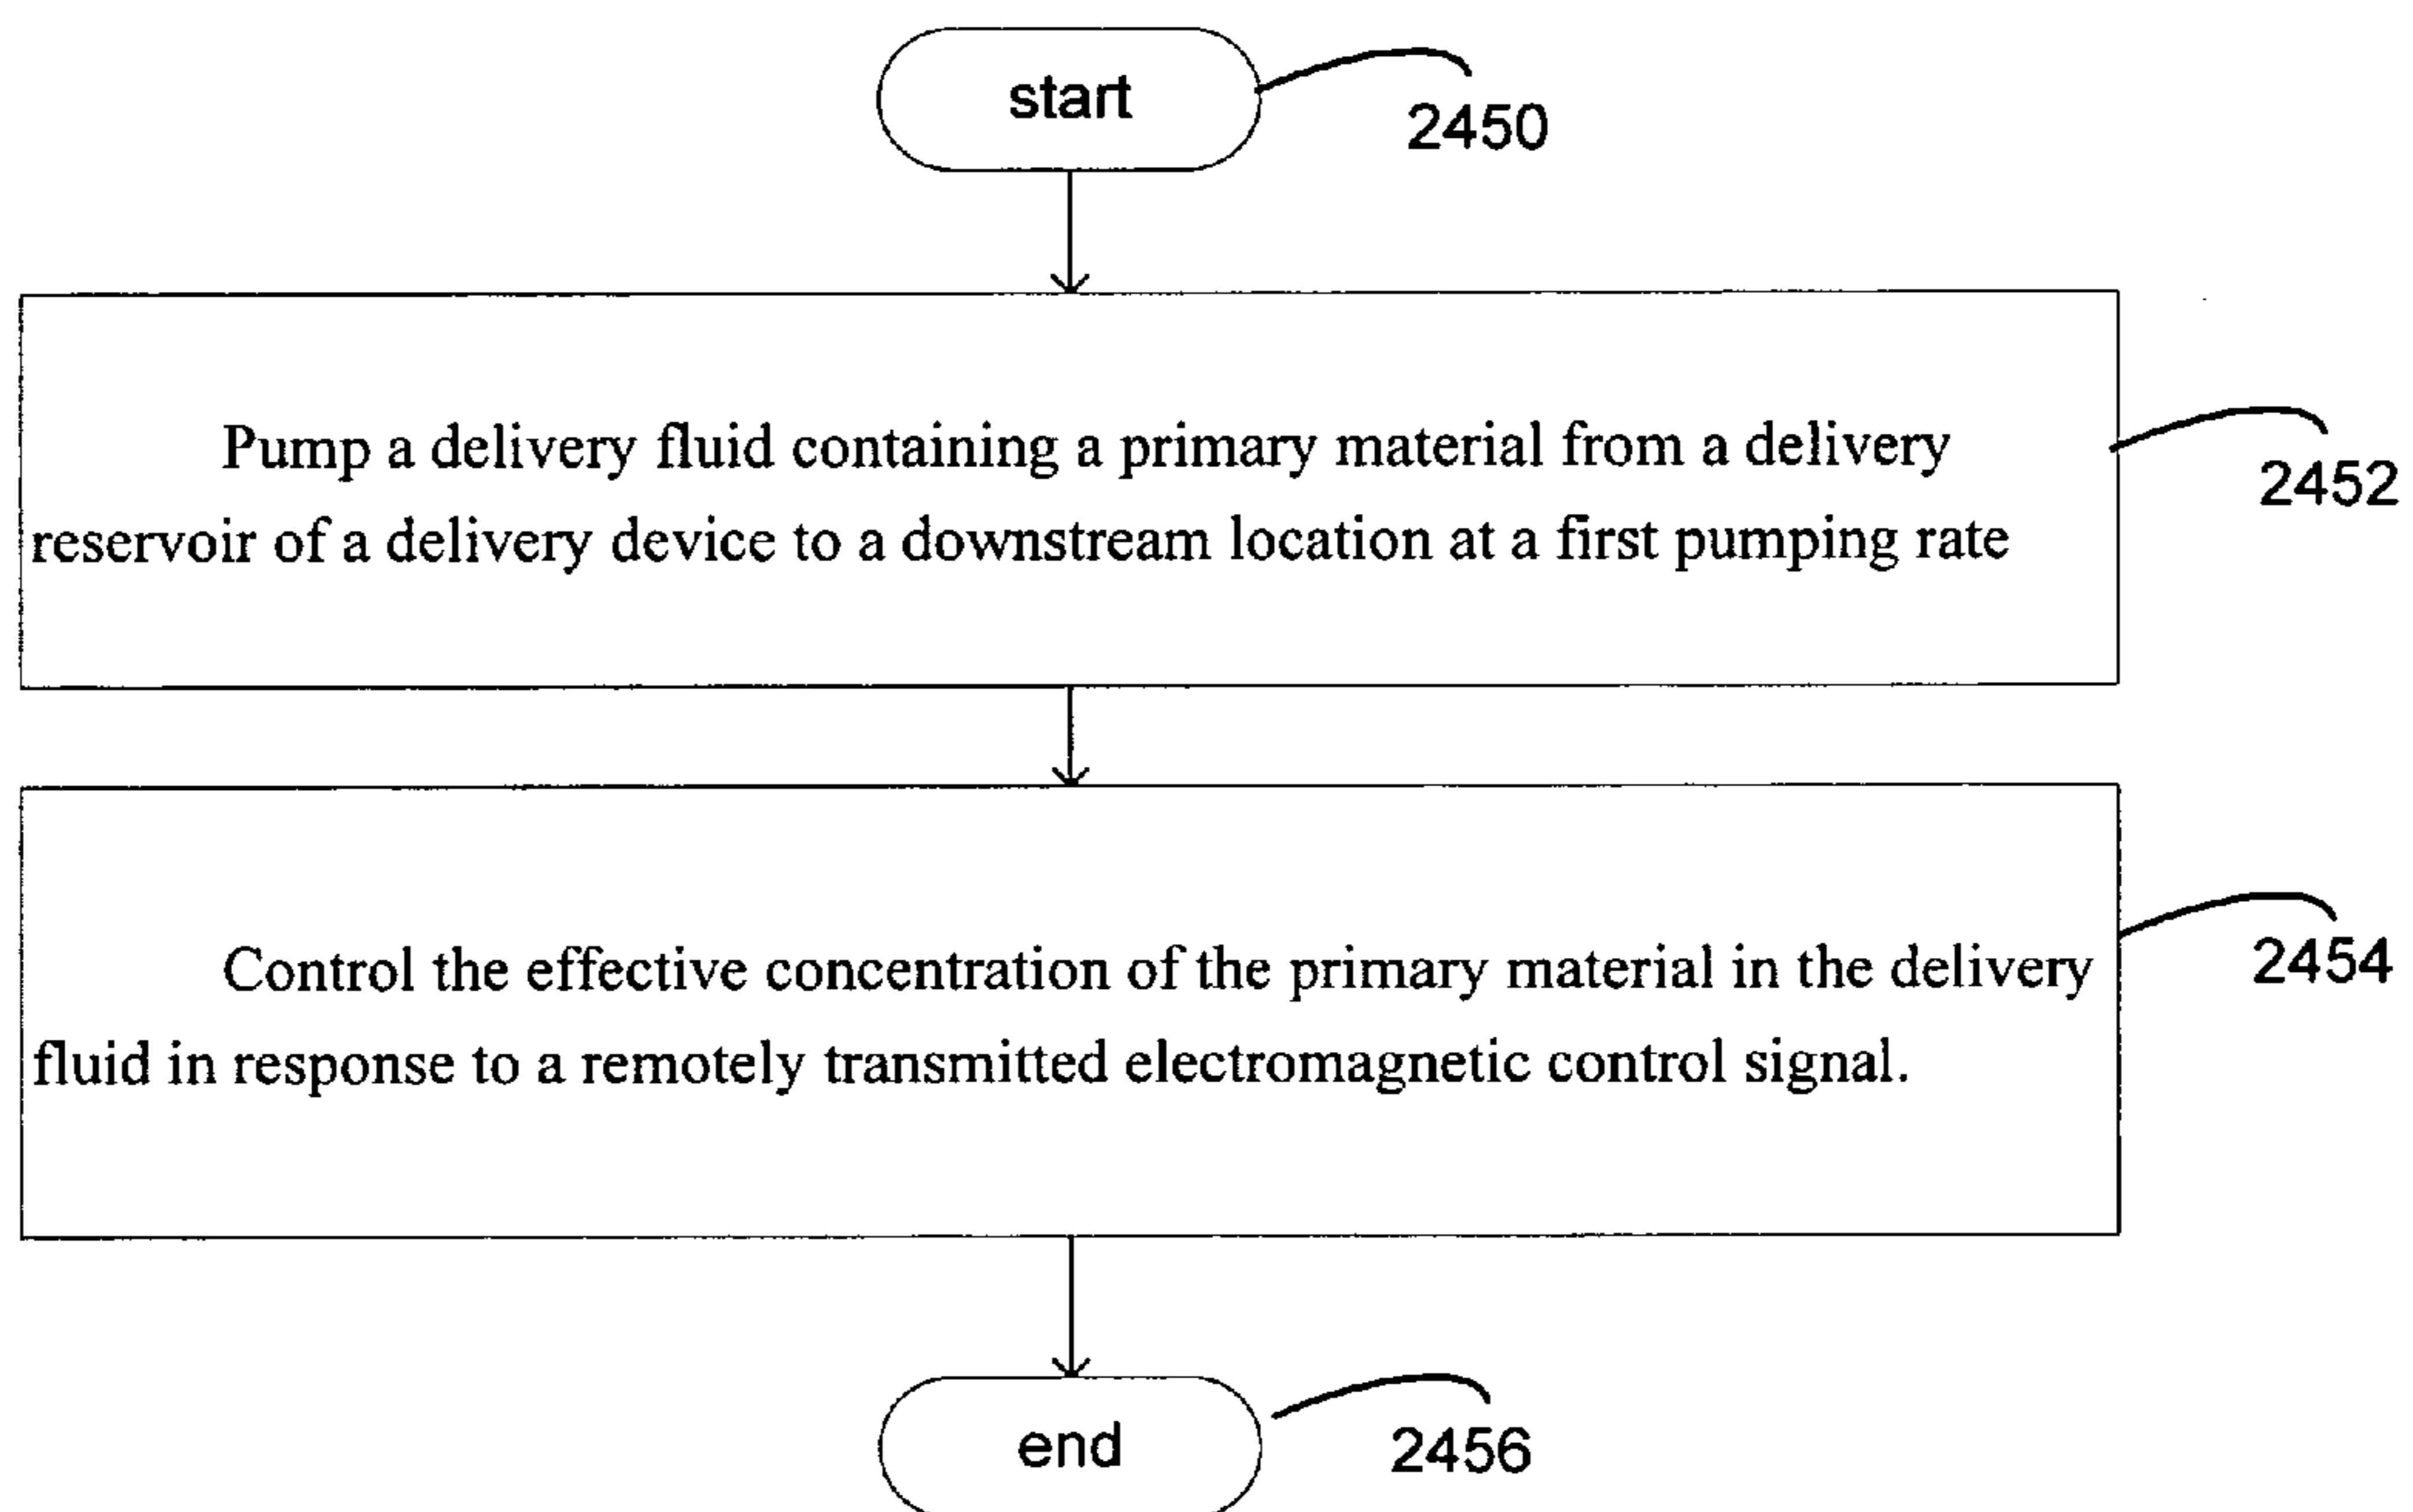 start
2450
Pump a delivery fluid containing a primary material from a delivery
reservoir of a delivery device to a downstream location at a first pumping rate
2452
Control the effective concentration of the primary material in the delivery
fluid in response to a remotely transmitted electromagnetic control signal.
2454
end
2456